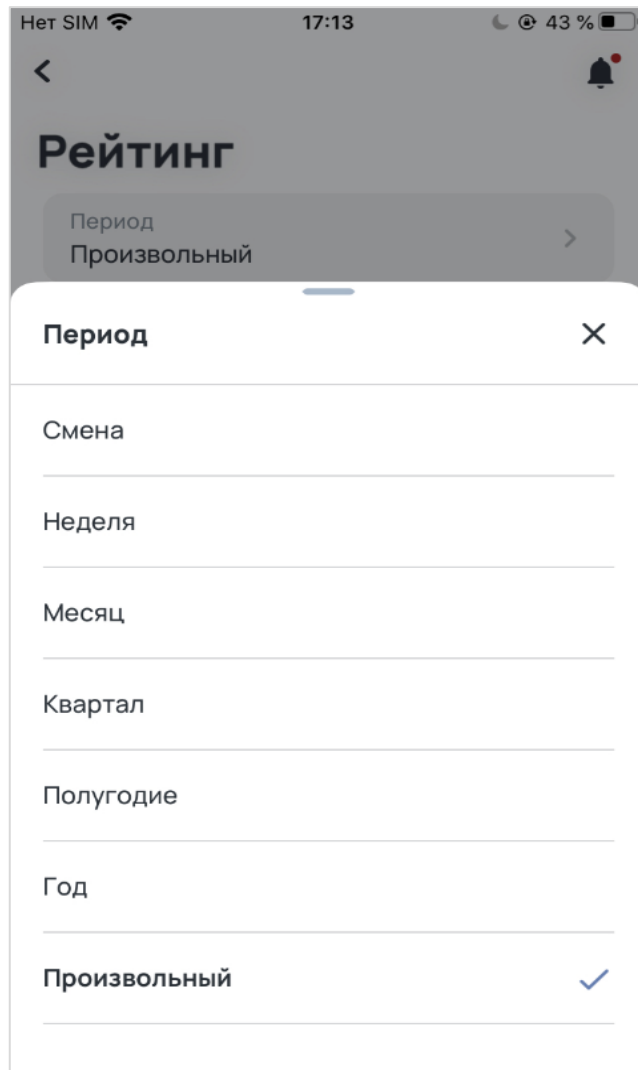 Нет SIM 17:13 43 %
Рейтинг
Период
Произвольный
Период
Смена
Неделя
Месяц
Квартал
Полугодие
Год
Произвольный